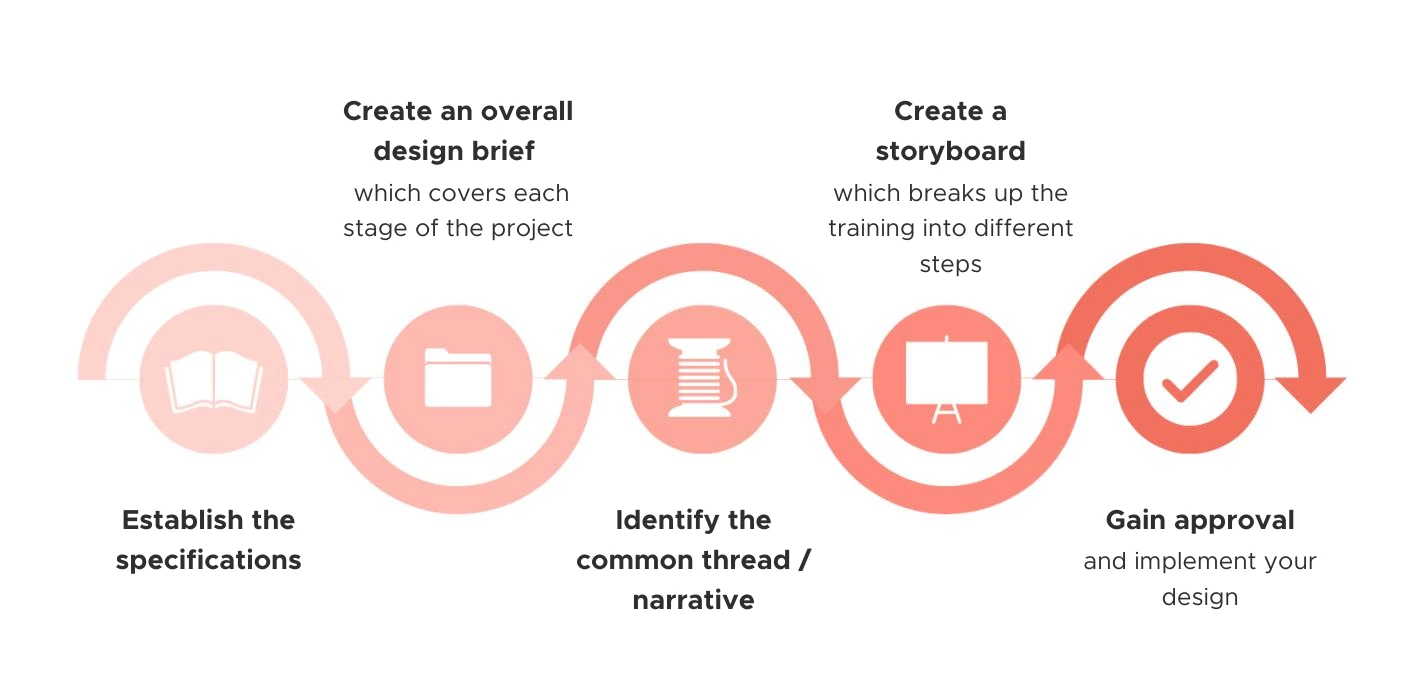 Establish the
specifications
Create an overall
design brief
which covers each
stage of the project
Identify the
common thread /
narrative
Create a
storyboard
which breaks up the
training into different
steps
Gain approval
and implement your
design